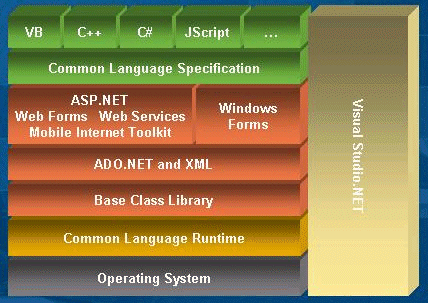 VB C++ C# JScript ...
Common Language Specification
ASP.NET
Web Forms Web Services
Mobile Internet Toolkit
Windows
Forms
ADO.NET and XML
Base Class Library
Common Language Runtime
Operating System
Visual Studio.NET